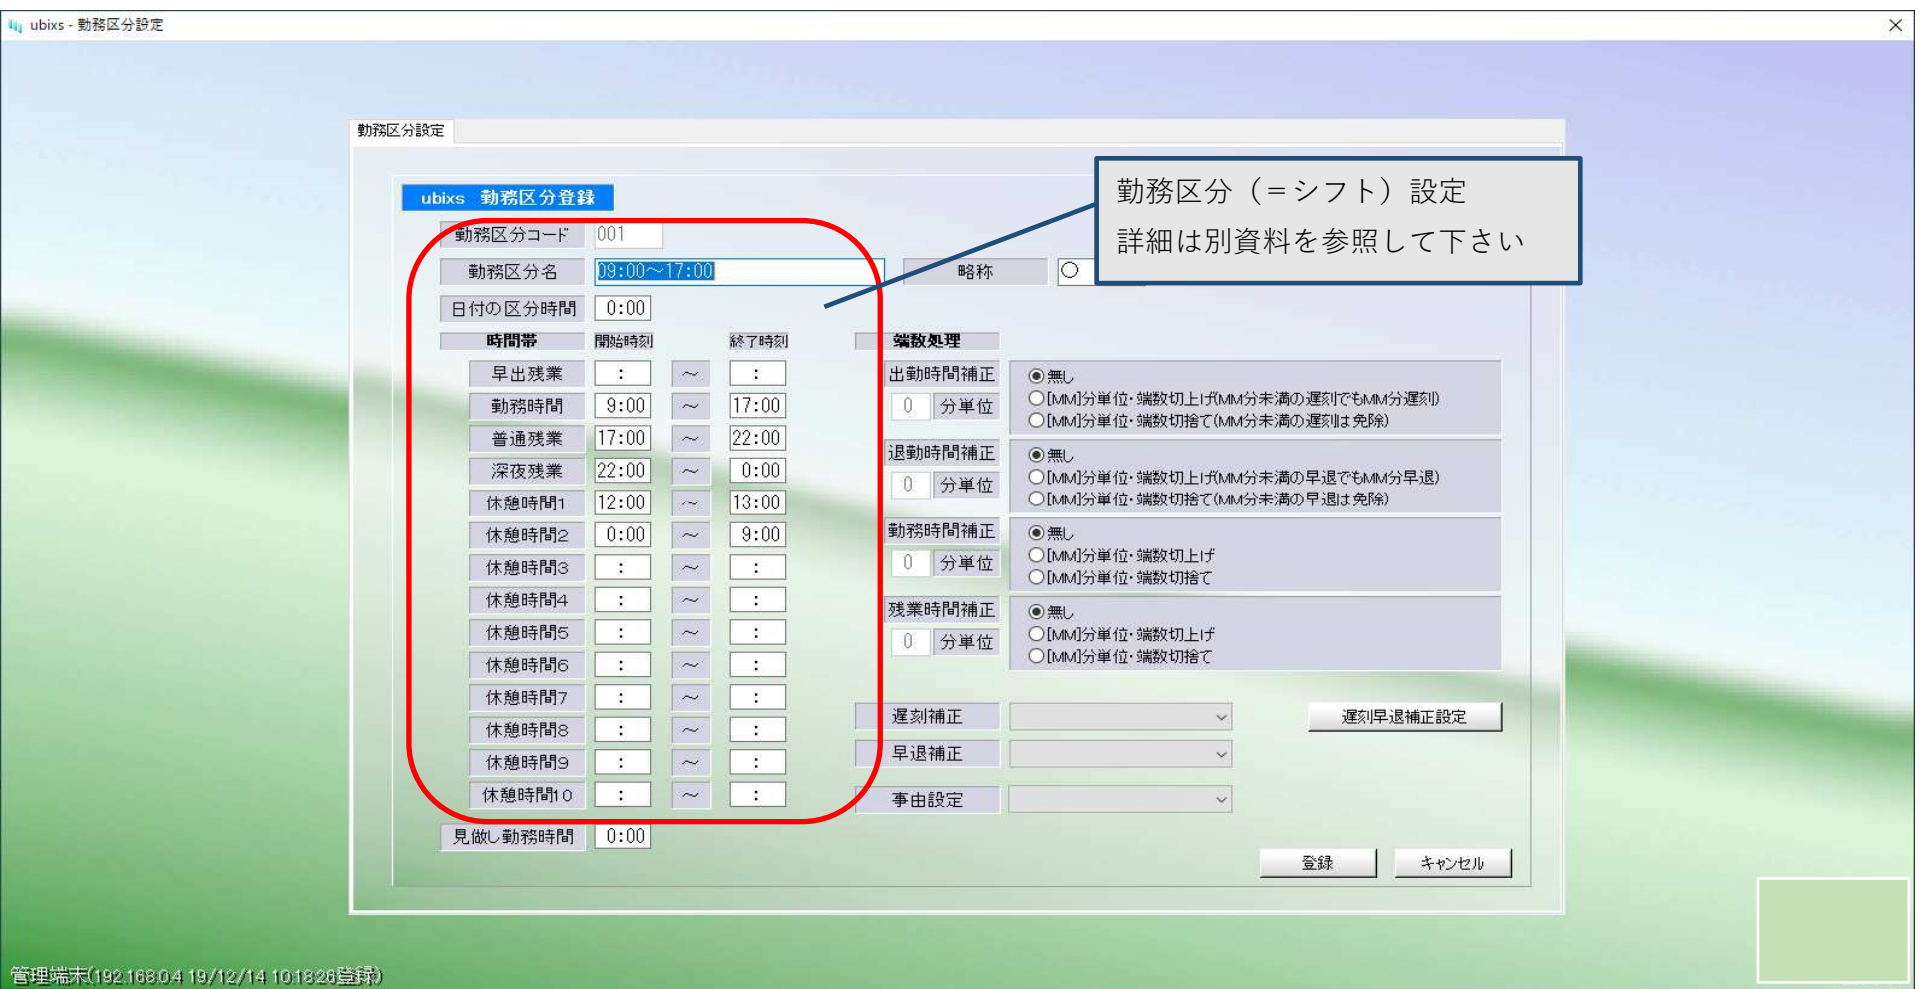 ubixs - 勤務区分設定
勤務区分設定
ubixs 勤務区分登録
勤務区分（＝シフト）設定
詳細は別資料を参照して下さい
勤務区分コード 001
勤務区分名 09:00～17:00 略称 〇
日付の区分時間 0:00
時間帯 開始時刻 終了時刻
早出残業 : ～ :
勤務時間 9:00 ～ 17:00
普通残業 17:00 ～ 22:00
深夜残業 22:00 ～ 0:00
休憩時間1 12:00 ～ 13:00
休憩時間2 0:00 ～ 9:00
休憩時間3 : ～ :
休憩時間4 : ～ :
休憩時間5 : ～ :
休憩時間6 : ～ :
休憩時間7 : ～ :
休憩時間8 : ～ :
休憩時間9 : ～ :
休憩時間10 : ～ :
見做し勤務時間 0:00
端数処理
出勤時間補正
0 分単位
無し
[MM]分単位・端数切上げ(MM分未満の遅刻でもMM分遅刻)
[MM]分単位・端数切捨て(MM分未満の遅刻は免除)
退勤時間補正
0 分単位
無し
[MM]分単位・端数切上げ(MM分未満の早退でもMM分早退)
[MM]分単位・端数切捨て(MM分未満の早退は免除)
勤務時間補正
0 分単位
無し
[MM]分単位・端数切上げ
[MM]分単位・端数切捨て
残業時間補正
0 分単位
無し
[MM]分単位・端数切上げ
[MM]分単位・端数切捨て
遅刻補正
遅刻早退補正設定
早退補正
事由設定
登録 キャンセル
管理端末(192.168.0.4 19/12/14 10:18:26登録)